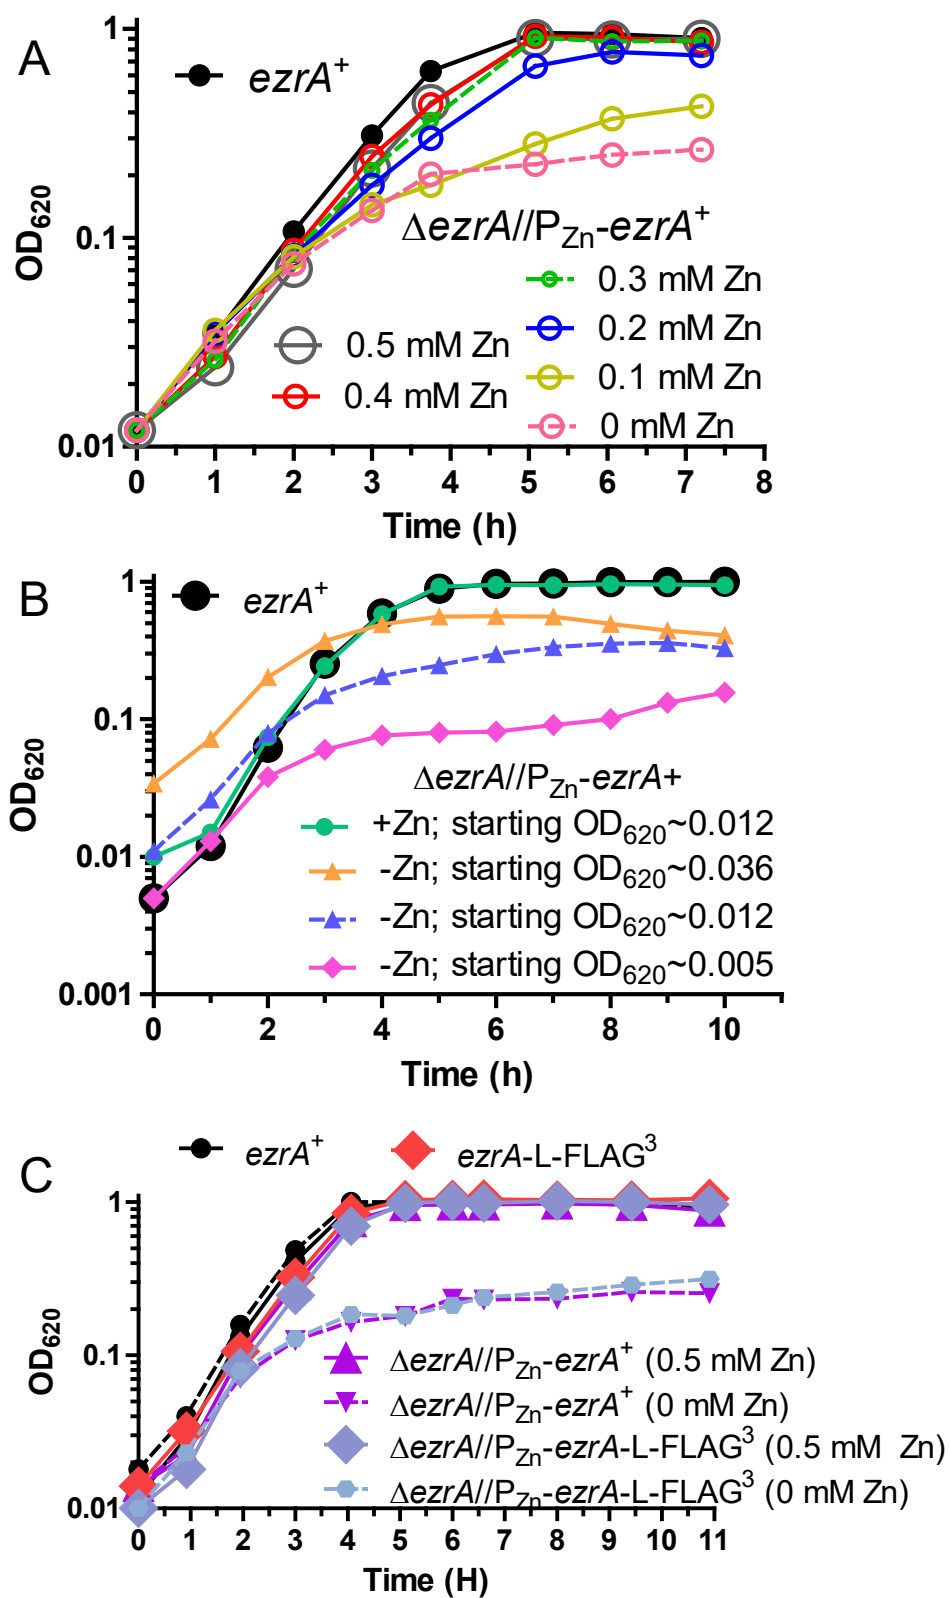 A
1
0.1
0.01
OD620
ezrA+
ΔezrA//PZn-ezrA+
0.5 mM Zn
0.4 mM Zn
0.3 mM Zn
0.2 mM Zn
0.1 mM Zn
0 mM Zn
0 1 2 3 4 5 6 7 8
Time (h)
B
1
0.1
0.01
0.001
OD620
ezrA+
ΔezrA//PZn-ezrA+
+Zn; starting OD620~0.012
-Zn; starting OD620~0.036
-Zn; starting OD620~0.012
-Zn; starting OD620~0.005
0 2 4 6 8 10
Time (h)
C
ezrA+ ezrA-L-FLAG3
1
0.1
0.01
OD620
ΔezrA//PZn-ezrA+ (0.5 mM Zn)
ΔezrA//PZn-ezrA+ (0 mM Zn)
ΔezrA//PZn-ezrA-L-FLAG3 (0.5 mM Zn)
ΔezrA//PZn-ezrA-L-FLAG3 (0 mM Zn)
0 1 2 3 4 5 6 7 8 9 10 11
Time (H)